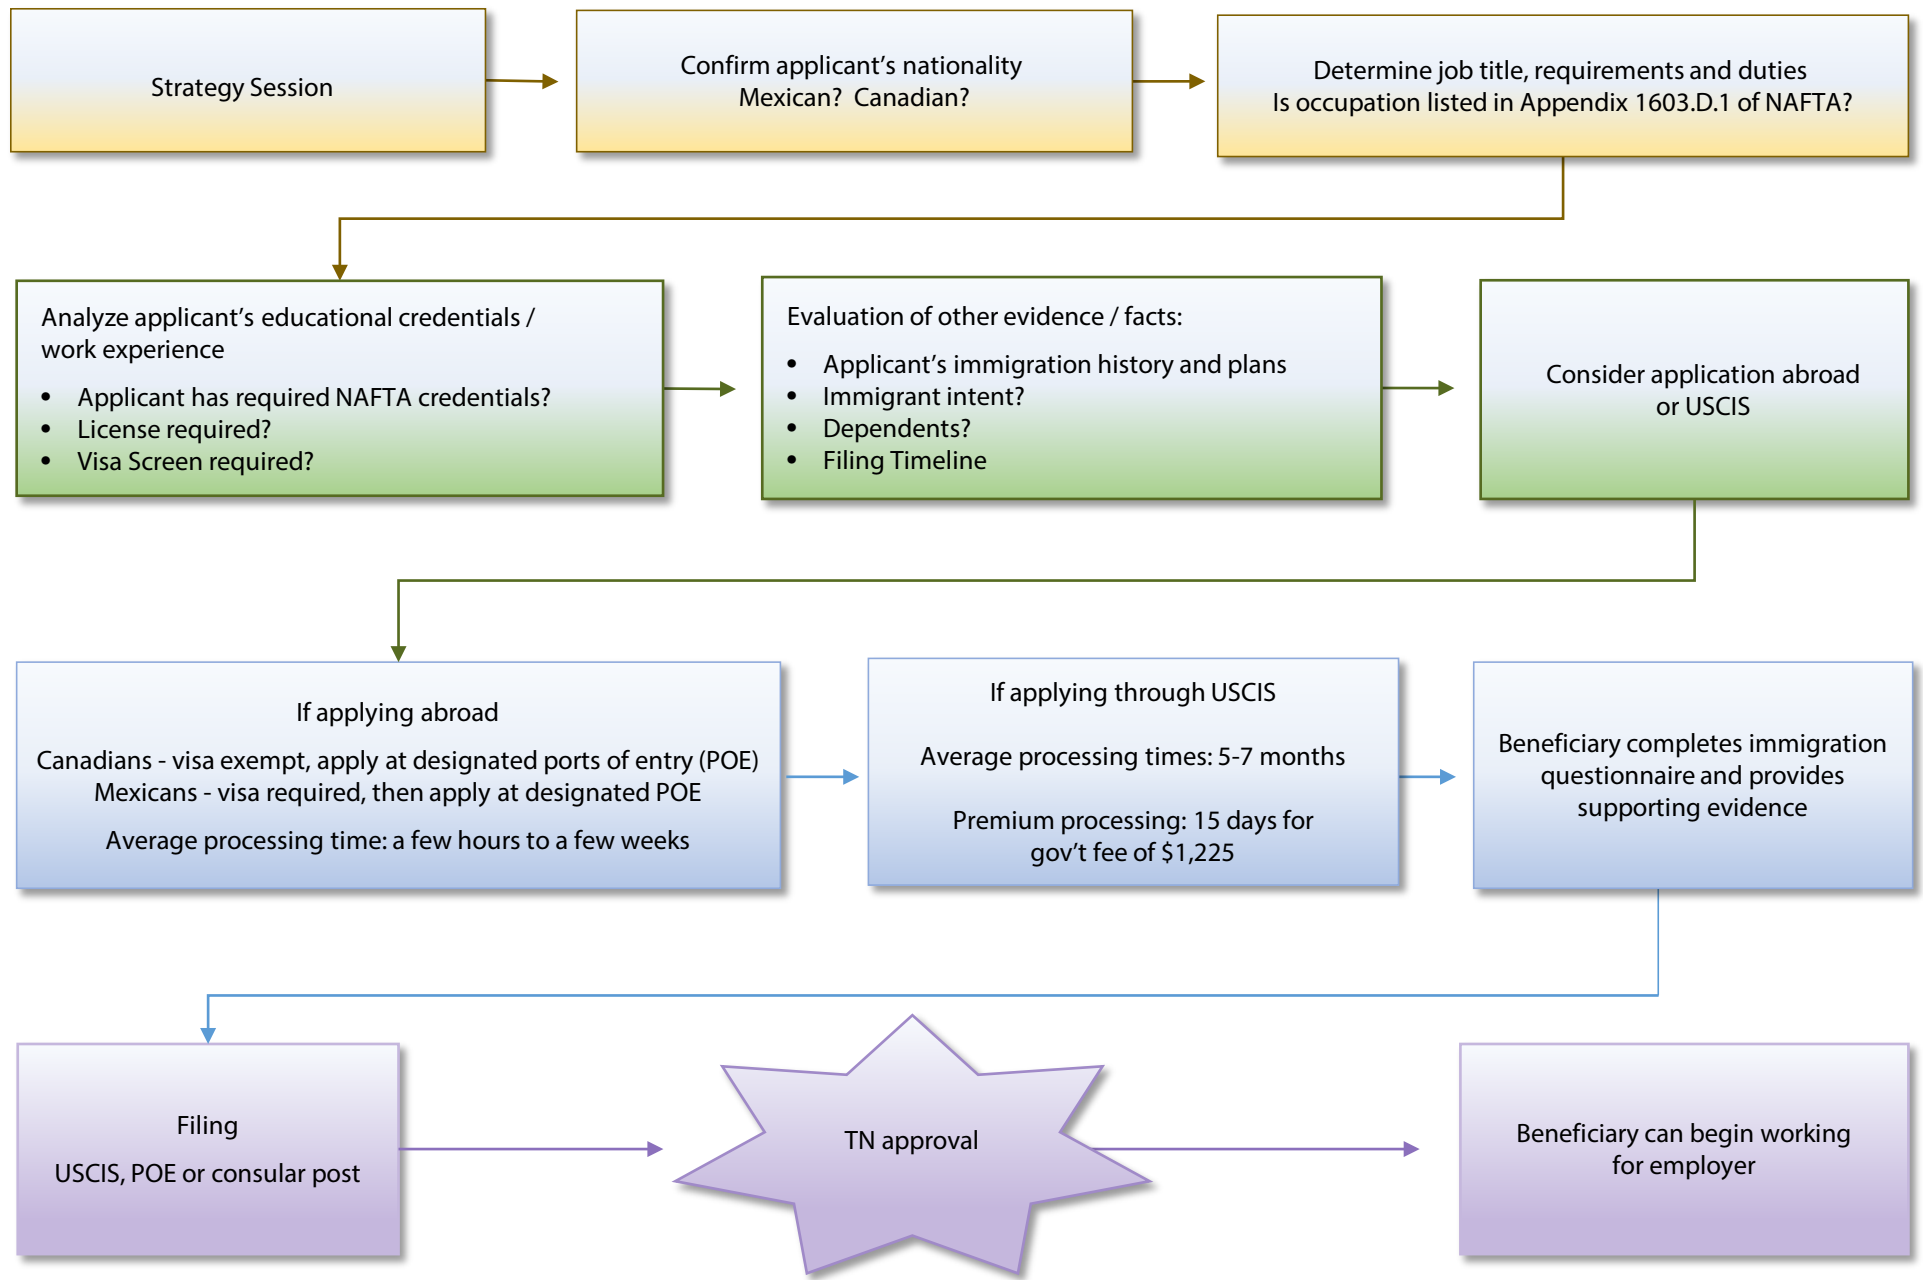 Strategy Session
Confirm applicant’s nationality
Mexican?  Canadian?
Determine job title, requirements and duties
Is occupation listed in Appendix 1603.D.1 of NAFTA?
Analyze applicant’s educational credentials /
work experience
• Applicant has required NAFTA credentials?
• License required?
• Visa Screen required?
Evaluation of other evidence / facts:
• Applicant’s immigration history and plans
• Immigrant intent?
• Dependents?
• Filing Timeline
Consider application abroad
or USCIS
If applying abroad
Canadians - visa exempt, apply at designated ports of entry (POE)
Mexicans - visa required, then apply at designated POE
Average processing time: a few hours to a few weeks
If applying through USCIS
Average processing times: 5-7 months
Premium processing: 15 days for
gov’t fee of $1,225
Beneficiary completes immigration
questionnaire and provides
supporting evidence
Filing
USCIS, POE or consular post
TN approval
Beneficiary can begin working
for employer